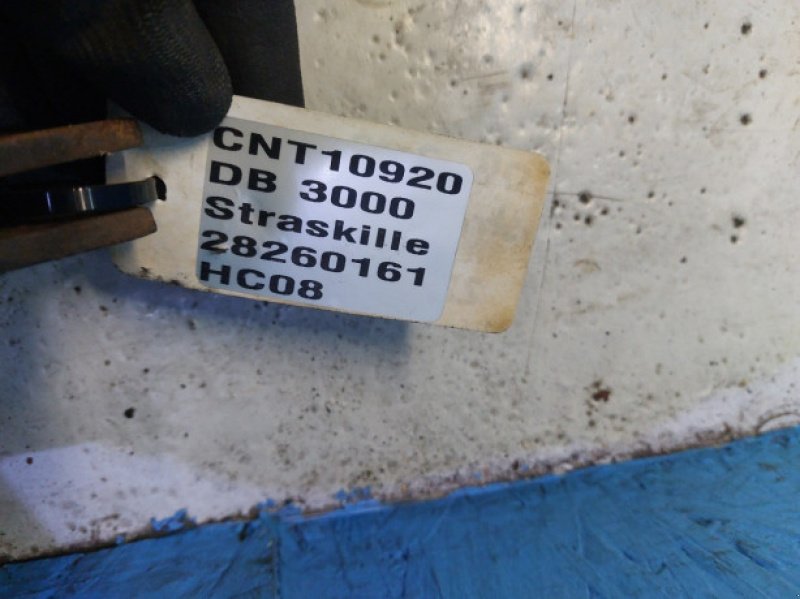 CNT10920
DB 3000
Straskille
28260161
HC08